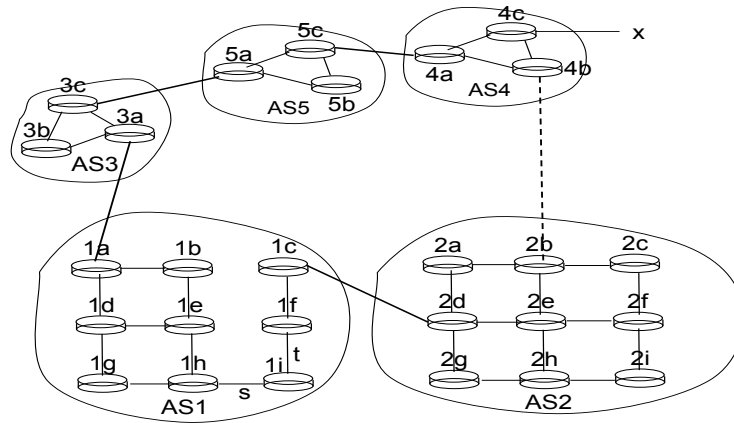 4c
5c
x
5a
4a
4b
3c
AS5
5b
AS4
3a
3b
AS3
1a
1b
1c
2a
2b
2c
1d
1e
1f
2d
2e
2f
1g
1h
1i
t
2g
2h
2i
s
AS1
AS2